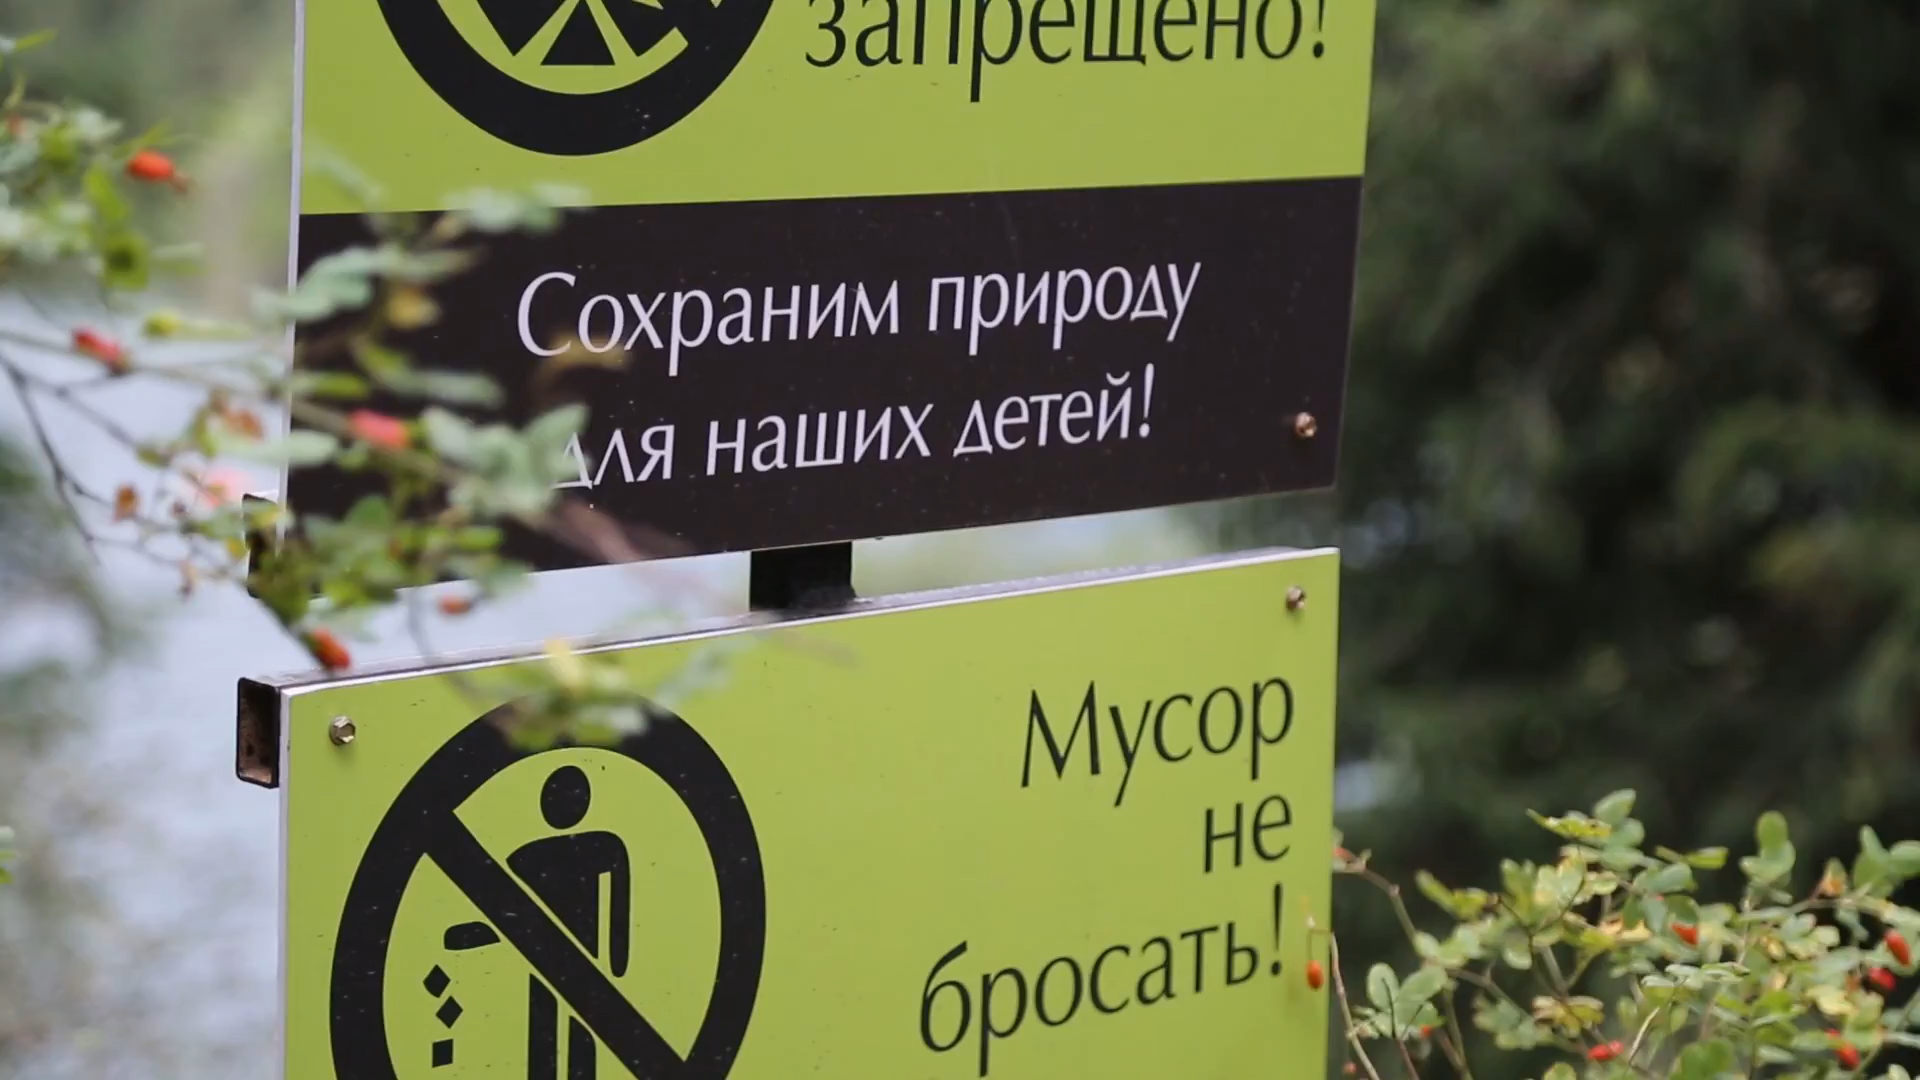 запрещено!
Сохраним природу
для наших детей!
Мусор
не
бросать!